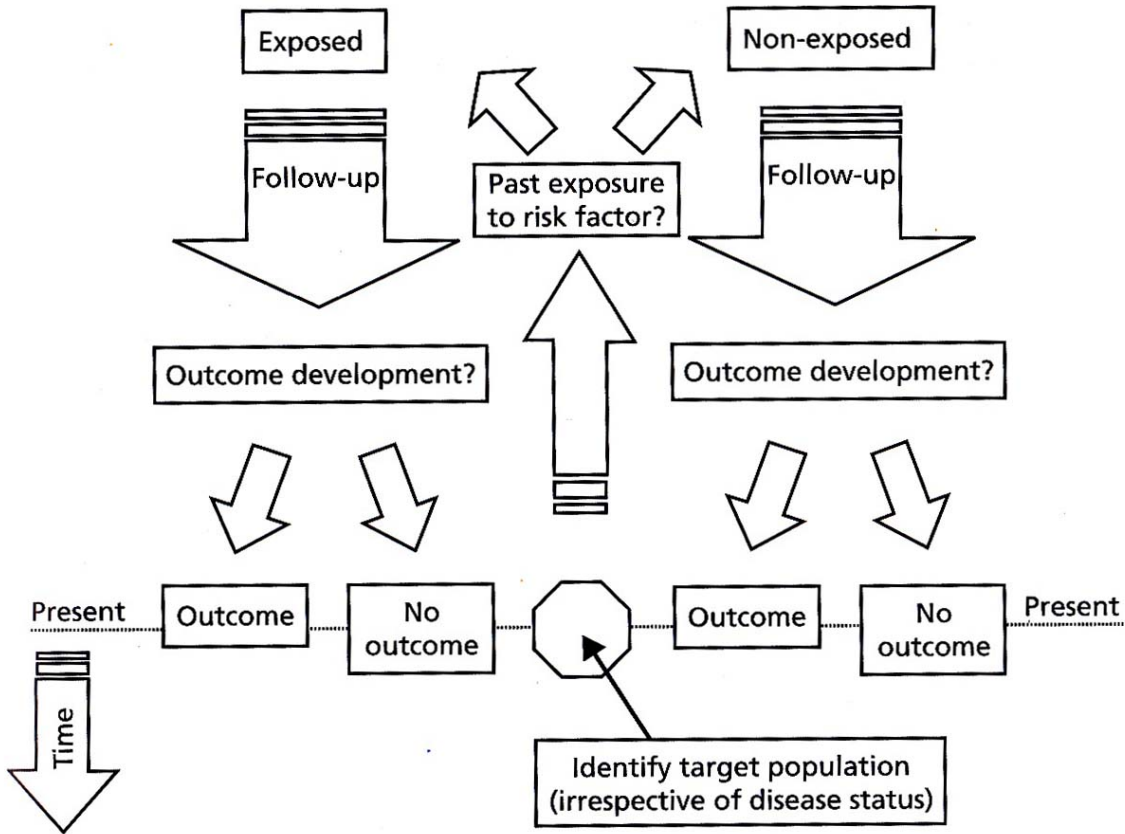 Exposed
Non-exposed
Follow-up
Past exposure
to risk factor?
Follow-up
Outcome development?
Outcome development?
Present
Outcome
No
outcome
Outcome
No
outcome
Present
Time
Identify target population
(irrespective of disease status)